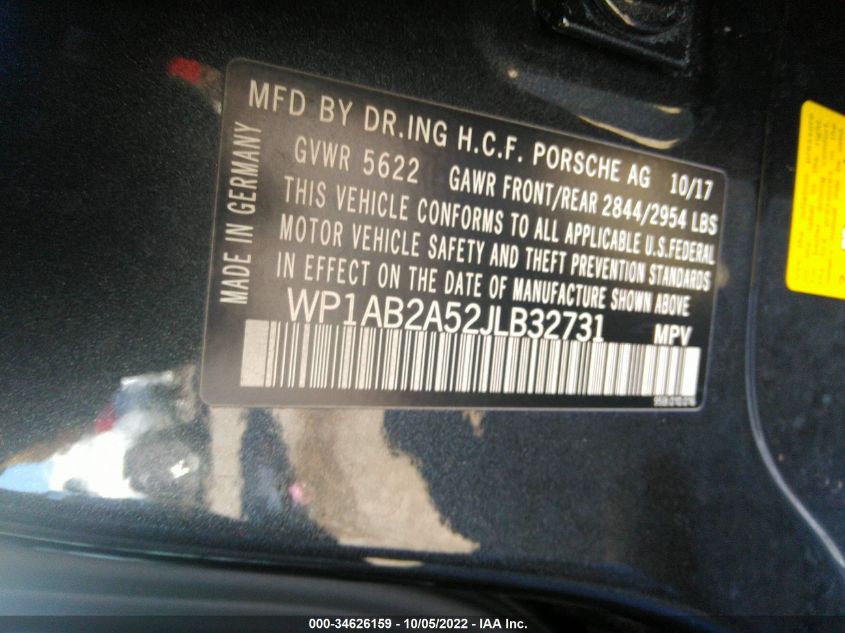 MFD BY DR.ING H.C.F. PORSCHE AG 10/17
GVWR 5622 GAWR FRONT/REAR 2844/2954 LBS
THIS VEHICLE CONFORMS TO ALL APPLICABLE U.S.FEDERAL
MOTOR VEHICLE SAFETY AND THEFT PREVENTION STANDARDS
IN EFFECT ON THE DATE OF MANUFACTURE SHOWN ABOVE
MADE IN GERMANY
WP1AB2A52JLB32731 MPV
000-34626159 - 10/05/2022 - IAA Inc.